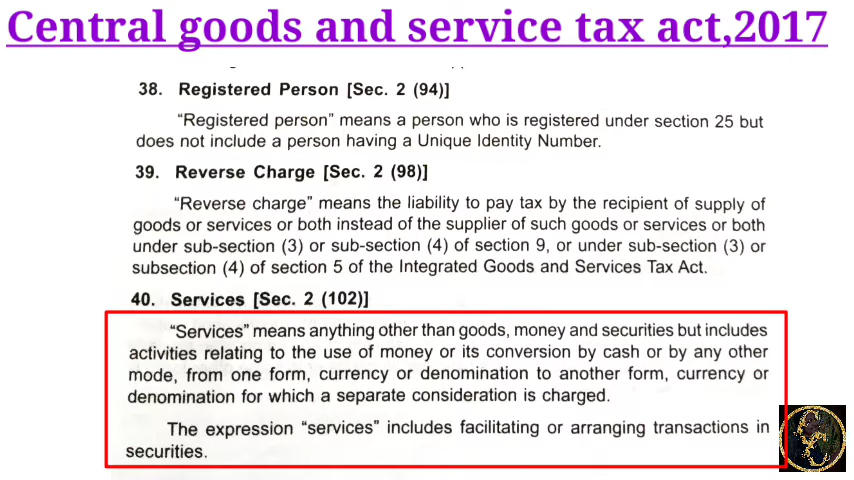 Central goods and service tax act,2017
38. Registered Person [Sec. 2 (94)]
“Registered person” means a person who is registered under section 25 but
does not include a person having a Unique Identity Number.
39. Reverse Charge [Sec. 2 (98)]
“Reverse charge” means the liability to pay tax by the recipient of supply of
goods or services or both instead of the supplier of such goods or services or both
under sub-section (3) or sub-section (4) of section 9, or under sub-section (3) or
subsection (4) of section 5 of the Integrated Goods and Services Tax Act.
40. Services [Sec. 2 (102)]
“Services” means anything other than goods, money and securities but includes
activities relating to the use of money or its conversion by cash or by any other
mode, from one form, currency or denomination to another form, currency or
denomination for which a separate consideration is charged.
The expression “services” includes facilitating or arranging transactions in
securities.